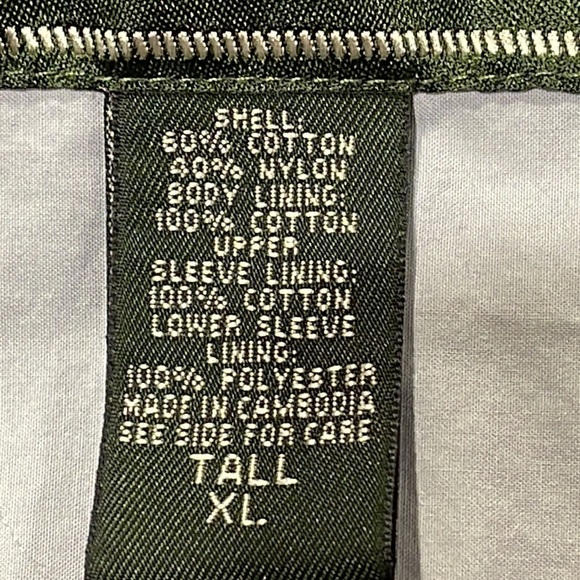 SHELL:
60% COTTON
40% NYLON
BODY LINING:
100% COTTON
UPPER
SLEEVE LINING:
100% COTTON
LOWER SLEEVE
LINING:
100% POLYESTER
MADE IN CAMBODIA
SEE SIDE FOR CARE
TALL
XL.